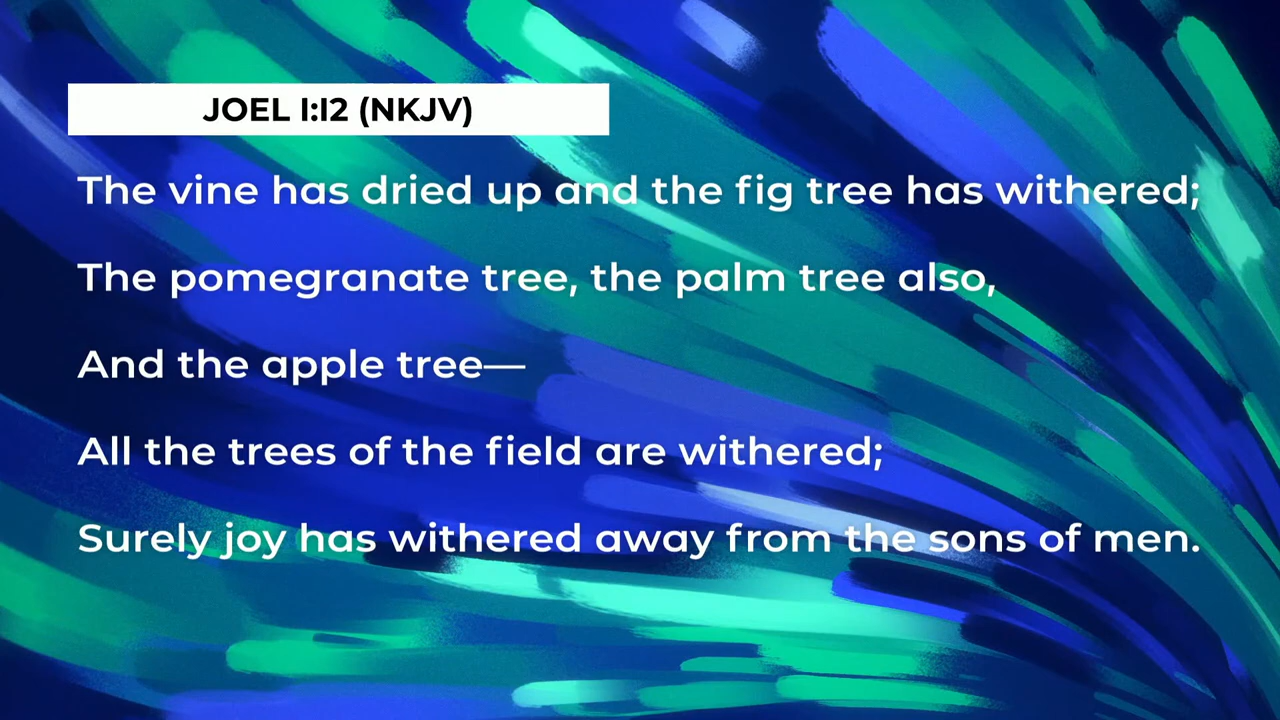 JOEL 1:12 (NKJV)
The vine has dried up and the fig tree has withered;
The pomegranate tree, the palm tree also,
And the apple tree—
All the trees of the field are withered;
Surely joy has withered away from the sons of men.